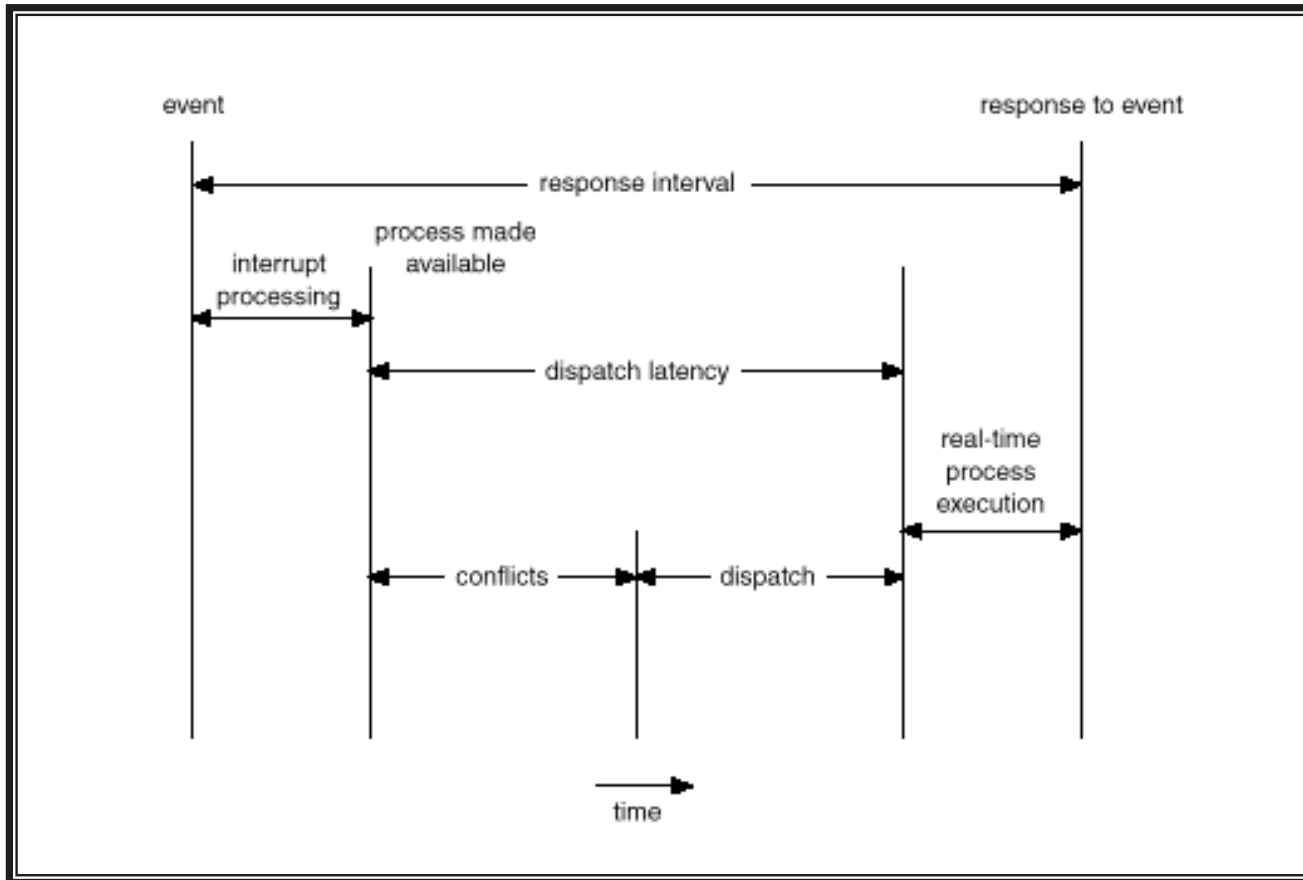 event
response to event
response interval
process made
available
interrupt
processing
dispatch latency
real-time
process
execution
conflicts
dispatch
time